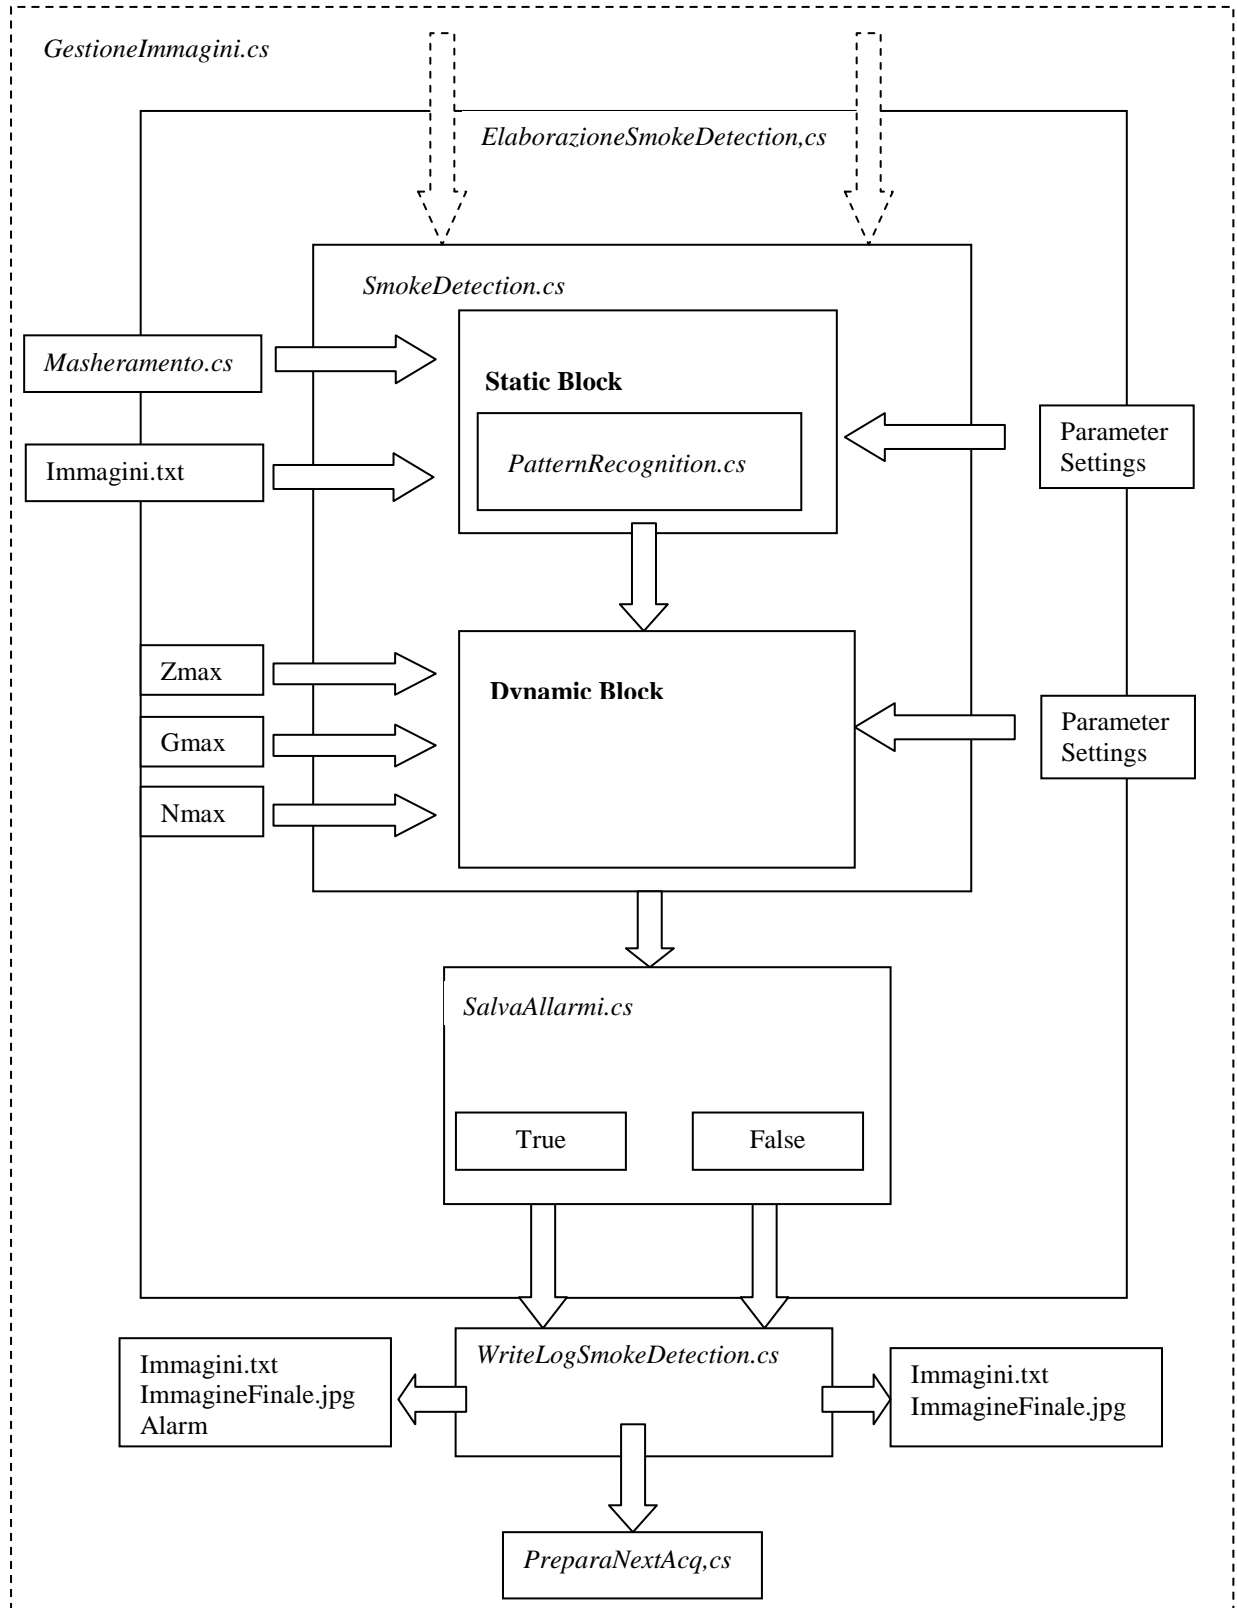 GestioneImmagini.cs
ElaborazioneSmokeDetection,cs
SmokeDetection.cs
Masheramento.cs
Static Block
Parameter
Settings
Immagini.txt
PatternRecognition.cs
Zmax
Dynamic Block
Parameter
Settings
Gmax
Nmax
SalvaAllarmi.cs
True
False
WriteLogSmokeDetection.cs
Immagini.txt
ImmagineFinale.jpg
Alarm
Immagini.txt
ImmagineFinale.jpg
PreparaNextAcq,cs